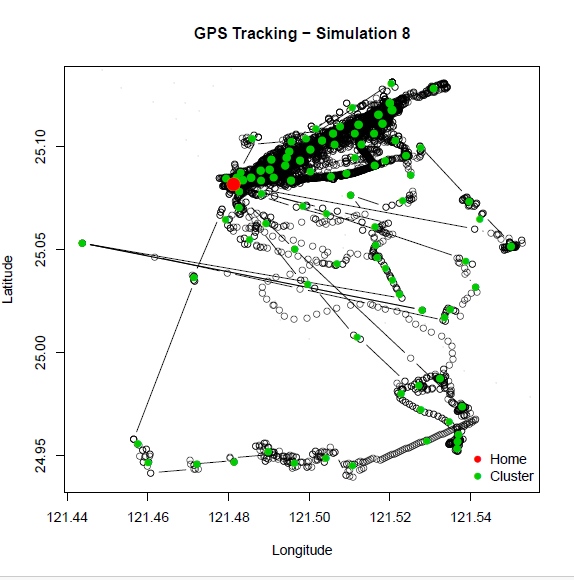 GPS Tracking − Simulation 8
25.10
25.05
25.00
24.95
Latitude
121.44 121.46 121.48 121.50 121.52 121.54
Longitude
Home
Cluster